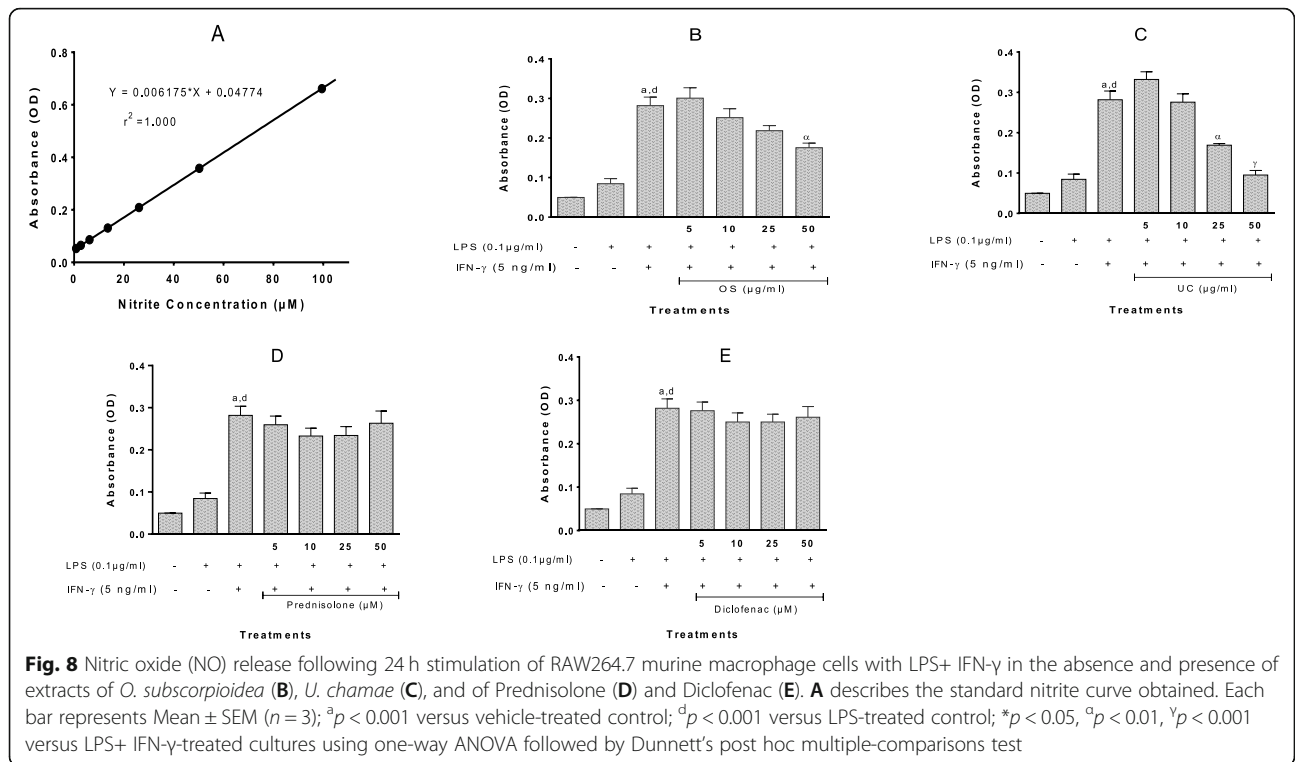 A
0.8
0.6
0.4
0.2
0.0
Absorbance (OD)
Y = 0.006175*X + 0.04774
r² =1.000
0 20 40 60 80 100
Nitrite Concentration (µM)
B
0.4
0.3
0.2
0.1
0.0
Absorbance (OD)
a,d
α
5 10 25 50
LPS (0.1µg/ml) - + + + + + +
IFN-γ (5 ng/ml) - - + + + + +
OS (µg/ml)
Treatments
C
0.4
0.3
0.2
0.1
0.0
Absorbance (OD)
a,d
α
γ
5 10 25 50
LPS (0.1µg/ml) - + + + + + +
IFN-γ (5 ng/ml) - - + + + + +
UC (µg/ml)
Treatments
D
0.4
0.3
0.2
0.1
0.0
Absorbance (OD)
a,d
5 10 25 50
LPS (0.1µg/ml) - + + + + + +
IFN-γ (5 ng/ml) - - + + + + +
Prednisolone (µM)
Treatments
E
0.4
0.3
0.2
0.1
0.0
Absorbance (OD)
a,d
5 10 25 50
LPS (0.1µg/ml) - + + + + + +
IFN-γ (5 ng/ml) - - + + + + +
Diclofenac (µM)
Treatments
Fig. 8 Nitric oxide (NO) release following 24 h stimulation of RAW264.7 murine macrophage cells with LPS+ IFN-γ in the absence and presence of
extracts of O. subscorpioidea (B), U. chamae (C), and of Prednisolone (D) and Diclofenac (E). A describes the standard nitrite curve obtained. Each
bar represents Mean ± SEM (n = 3); ᵃp < 0.001 versus vehicle-treated control; ᵈp < 0.001 versus LPS-treated control; *p < 0.05, ᵅp < 0.01, ᵞp < 0.001
versus LPS+ IFN-γ-treated cultures using one-way ANOVA followed by Dunnett's post hoc multiple-comparisons test